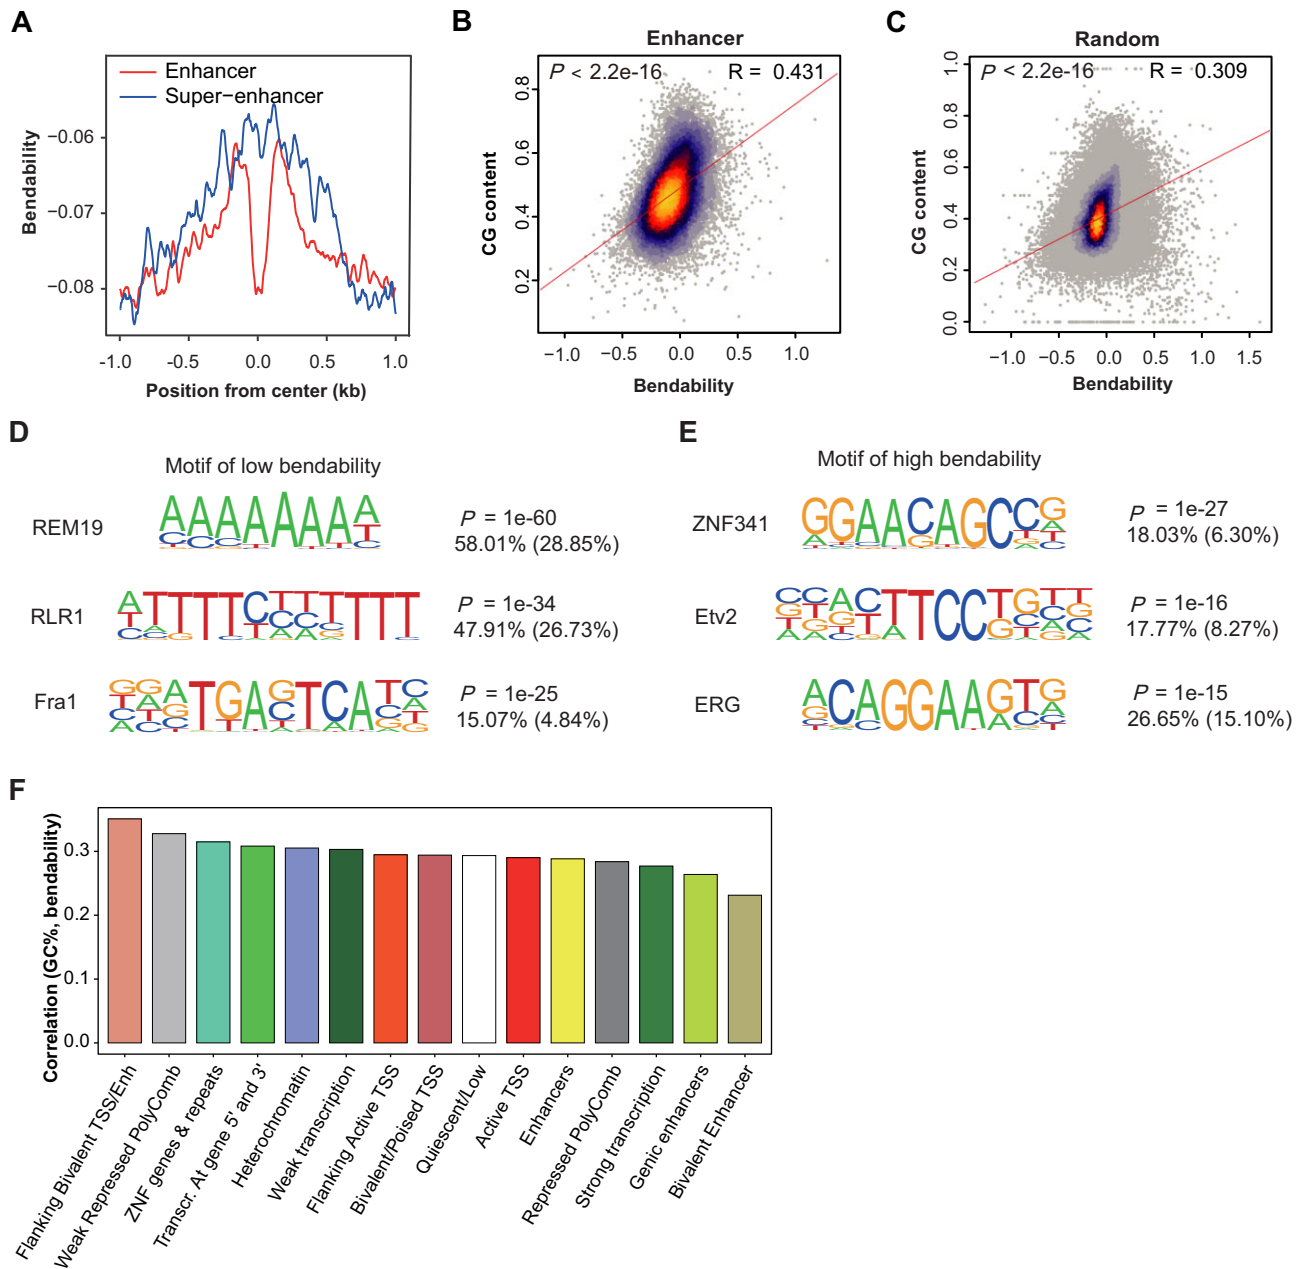 A
Enhancer
Super−enhancer
Bendability
−0.06
−0.07
−0.08
-1.0 -0.5 0.0 0.5 1.0
Position from center (kb)
B
Enhancer
P < 2.2e-16 R = 0.431
CG content
0.8
0.6
0.4
0.2
−1.0 −0.5 0.0 0.5 1.0
Bendability
C
Random
P < 2.2e-16 R = 0.309
CG content
1.0
0.8
0.6
0.4
0.2
0.0
−1.0 −0.5 0.0 0.5 1.0 1.5
Bendability
D
Motif of low bendability
REM19
AAAAAAAA
P = 1e-60
58.01% (28.85%)
RLR1
ATTTTCTTTTTT
P = 1e-34
47.91% (26.73%)
Fra1
GGATGAGTCATC
P = 1e-25
15.07% (4.84%)
E
Motif of high bendability
ZNF341
GGAACAGCCG
P = 1e-27
18.03% (6.30%)
Etv2
CCACTTCCTGTT
P = 1e-16
17.77% (8.27%)
ERG
ACAGGAAGTG
P = 1e-15
26.65% (15.10%)
F
Correlation (GC%, bendability)
0.3
0.2
0.1
0.0
Flanking Bivalent TSS/Enh
Weak Repressed PolyComb
ZNF genes & repeats
Transcr. At gene 5' and 3'
Heterochromatin
Weak transcription
Flanking Active TSS
Bivalent/Poised TSS
Quiescent/Low
Active TSS
Enhancers
Repressed PolyComb
Strong transcription
Genic enhancers
Bivalent Enhancer